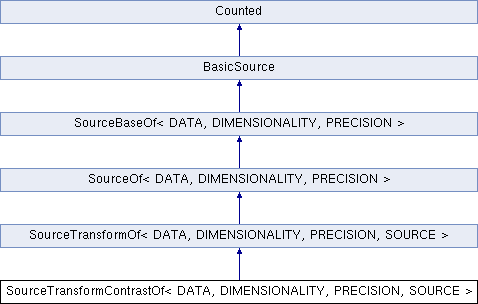 Counted
BasicSource
SourceBaseOf< DATA, DIMENSIONALITY, PRECISION >
SourceOf< DATA, DIMENSIONALITY, PRECISION >
SourceTransformOf< DATA, DIMENSIONALITY, PRECISION, SOURCE >
SourceTransformContrastOf< DATA, DIMENSIONALITY, PRECISION, SOURCE >